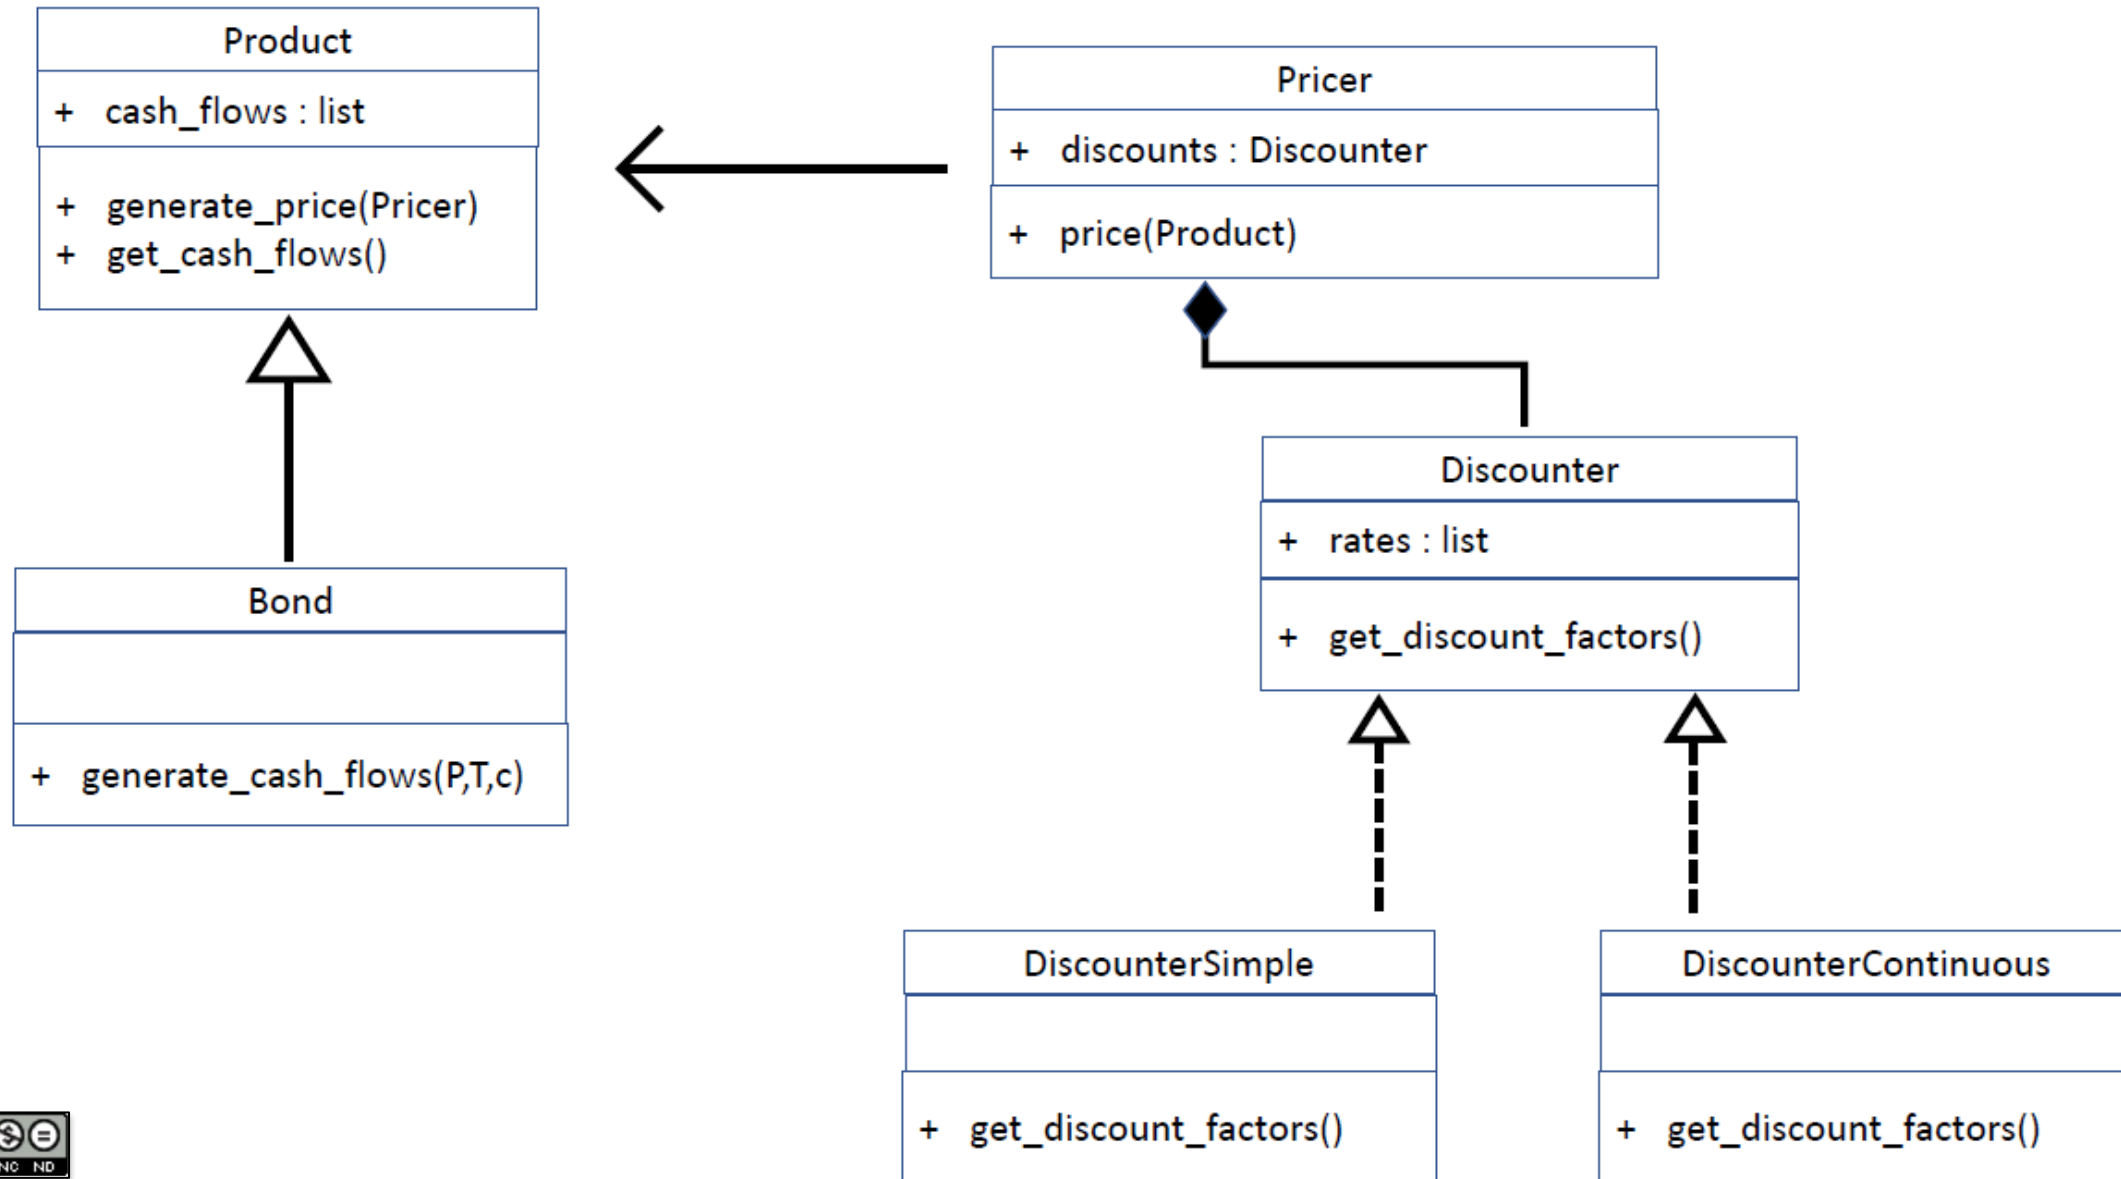 Product
+ cash_flows : list
+ generate_price(Pricer)
+ get_cash_flows()
Pricer
+ discounts : Discounter
+ price(Product)
Discounter
+ rates : list
+ get_discount_factors()
Bond
+ generate_cash_flows(P,T,c)
DiscounterSimple
+ get_discount_factors()
DiscounterContinuous
+ get_discount_factors()
NC ND